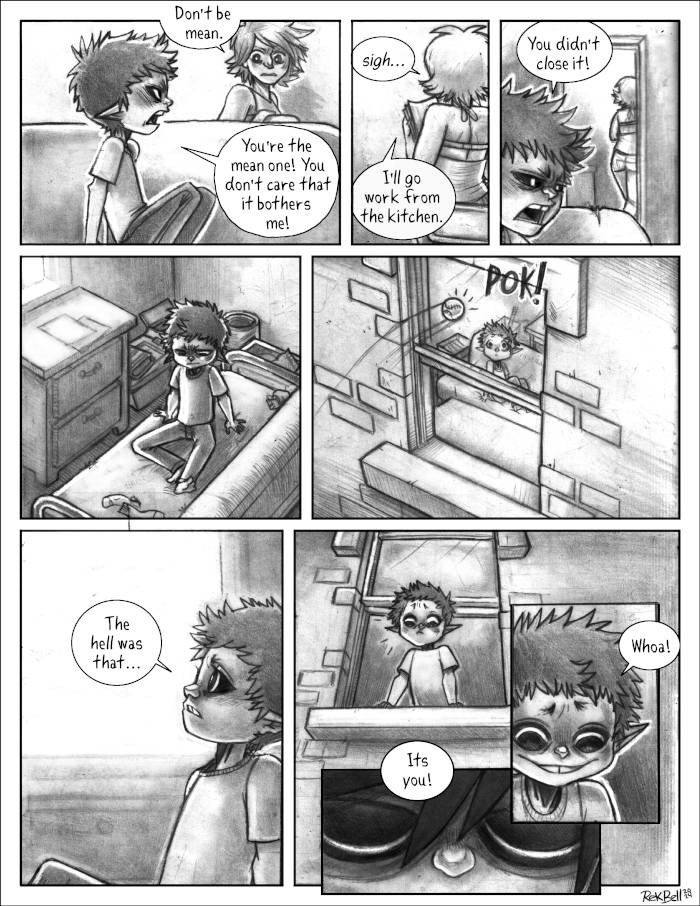 Don't be
mean.
You're the
mean one! You
don't care that
it bothers
me!
sigh...
I'll go
work from
the kitchen.
You didn't
close it!
POK!
The
hell was
that...
Whoa!
Its
you!
RekBell